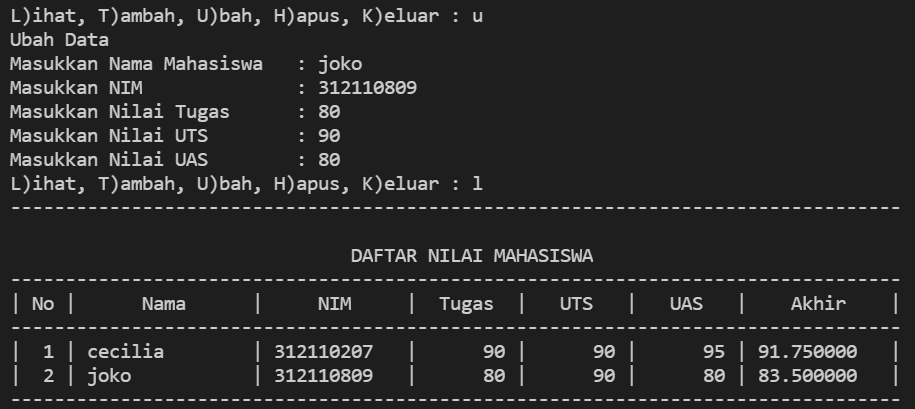 L)ihat, T)ambah, U)bah, H)apus, K)eluar : u
Ubah Data
Masukkan Nama Mahasiswa   : joko
Masukkan NIM              : 312110809
Masukkan Nilai Tugas      : 80
Masukkan Nilai UTS        : 90
Masukkan Nilai UAS        : 80
L)ihat, T)ambah, U)bah, H)apus, K)eluar : l
---------------------------------------------------------------------------------
DAFTAR NILAI MAHASISWA
---------------------------------------------------------------------------------
| No |      Nama      |     NIM     |  Tugas  |   UTS   |   UAS   |    Akhir    |
---------------------------------------------------------------------------------
|  1 | cecilia        | 312110207   |      90 |      90 |      95 | 91.750000   |
|  2 | joko           | 312110809   |      80 |      90 |      80 | 83.500000   |
---------------------------------------------------------------------------------